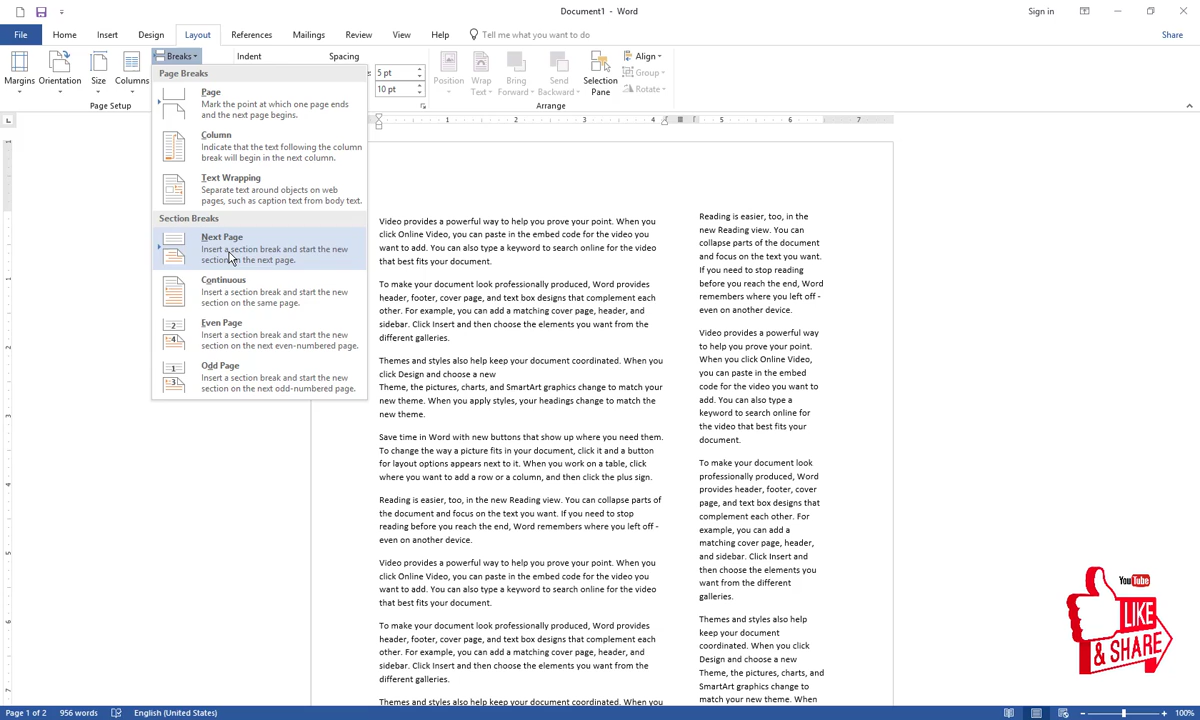 Document1 - Word
Sign in
File
Home
Insert
Design
Layout
References
Mailings
Review
View
Help
Tell me what you want to do
Share
Margins
Orientation
Size
Columns
Breaks
Page Setup
Indent
Spacing
5 pt
10 pt
Position
Wrap
Text
Bring
Forward
Send
Backward
Selection
Pane
Align
Group
Rotate
Arrange
Page Breaks
Page
Mark the point at which one page ends
and the next page begins.
Column
Indicate that the text following the column
break will begin in the next column.
Text Wrapping
Separate text around objects on web
pages, such as caption text from body text.
Section Breaks
Next Page
Insert a section break and start the new
section on the next page.
Continuous
Insert a section break and start the new
section on the same page.
Even Page
Insert a section break and start the new
section on the next even-numbered page.
Odd Page
Insert a section break and start the new
section on the next odd-numbered page.
1 2 3 4 5 6 7
Video provides a powerful way to help you prove your point. When you
click Online Video, you can paste in the embed code for the video you
want to add. You can also type a keyword to search online for the video
that best fits your document.
To make your document look professionally produced, Word provides
header, footer, cover page, and text box designs that complement each
other. For example, you can add a matching cover page, header, and
sidebar. Click Insert and then choose the elements you want from the
different galleries.
Themes and styles also help keep your document coordinated. When you
click Design and choose a new
Theme, the pictures, charts, and SmartArt graphics change to match your
new theme. When you apply styles, your headings change to match the
new theme.
Save time in Word with new buttons that show up where you need them.
To change the way a picture fits in your document, click it and a button
for layout options appears next to it. When you work on a table, click
where you want to add a row or a column, and then click the plus sign.
Reading is easier, too, in the new Reading view. You can collapse parts of
the document and focus on the text you want. If you need to stop
reading before you reach the end, Word remembers where you left off -
even on another device.
Video provides a powerful way to help you prove your point. When you
click Online Video, you can paste in the embed code for the video you
want to add. You can also type a keyword to search online for the video
that best fits your document.
To make your document look professionally produced, Word provides
header, footer, cover page, and text box designs that complement each
other. For example, you can add a matching cover page, header, and
sidebar. Click Insert and then choose the elements you want from the
different galleries.
Themes and styles also help keep your document coordinated. When you
Reading is easier, too, in the
new Reading view. You can
collapse parts of the document
and focus on the text you want.
If you need to stop reading
before you reach the end, Word
remembers where you left off -
even on another device.
Video provides a powerful way
to help you prove your point.
When you click Online Video,
you can paste in the embed
code for the video you want to
add. You can also type a
keyword to search online for
the video that best fits your
document.
To make your document look
professionally produced, Word
provides header, footer, cover
page, and text box designs that
complement each other. For
example, you can add a
matching cover page, header,
and sidebar. Click Insert and
then choose the elements you
want from the different
galleries.
Themes and styles also help
keep your document
coordinated. When you click
Design and choose a new
Theme, the pictures, charts, and
SmartArt graphics change to
match your new theme. When
YouTube
LIKE
& SHARE
Page 1 of 2
956 words
English (United States)
100%